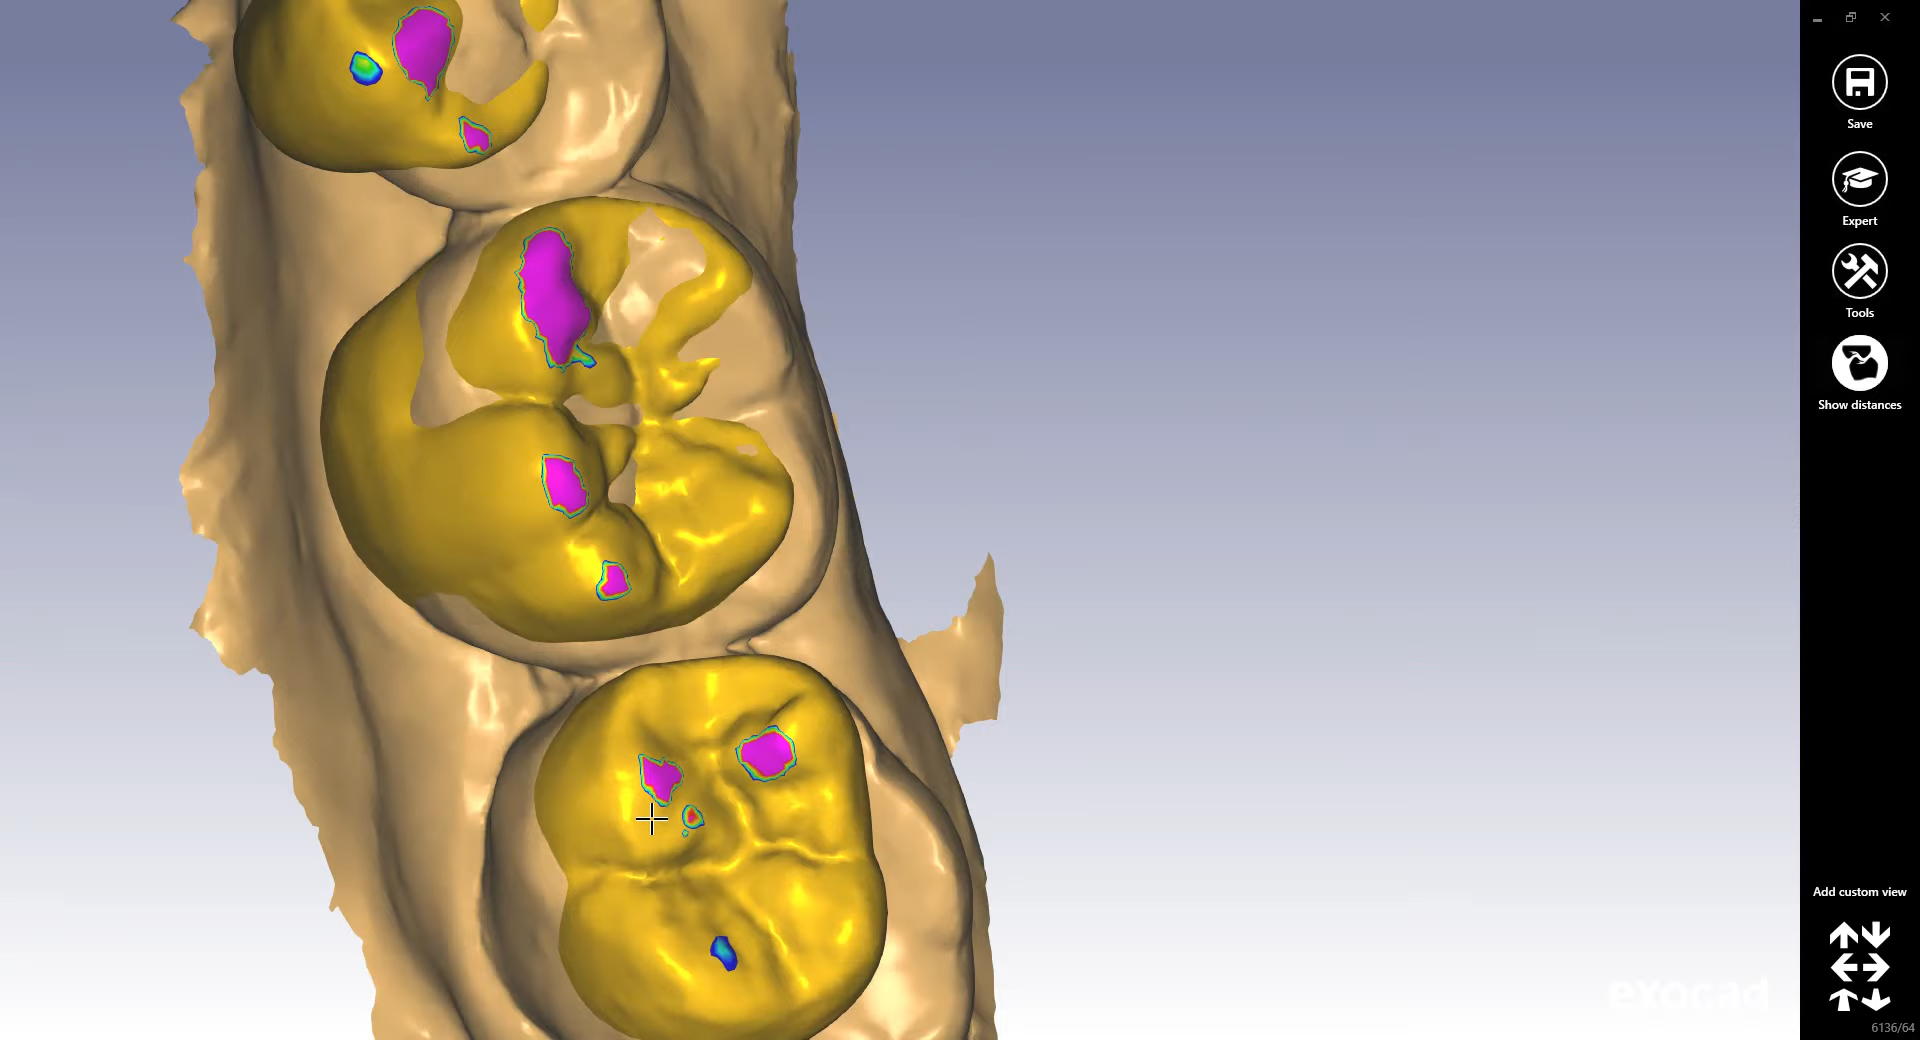 Save
Expert
Tools
Show distances
exocad
Add custom view
6136/64